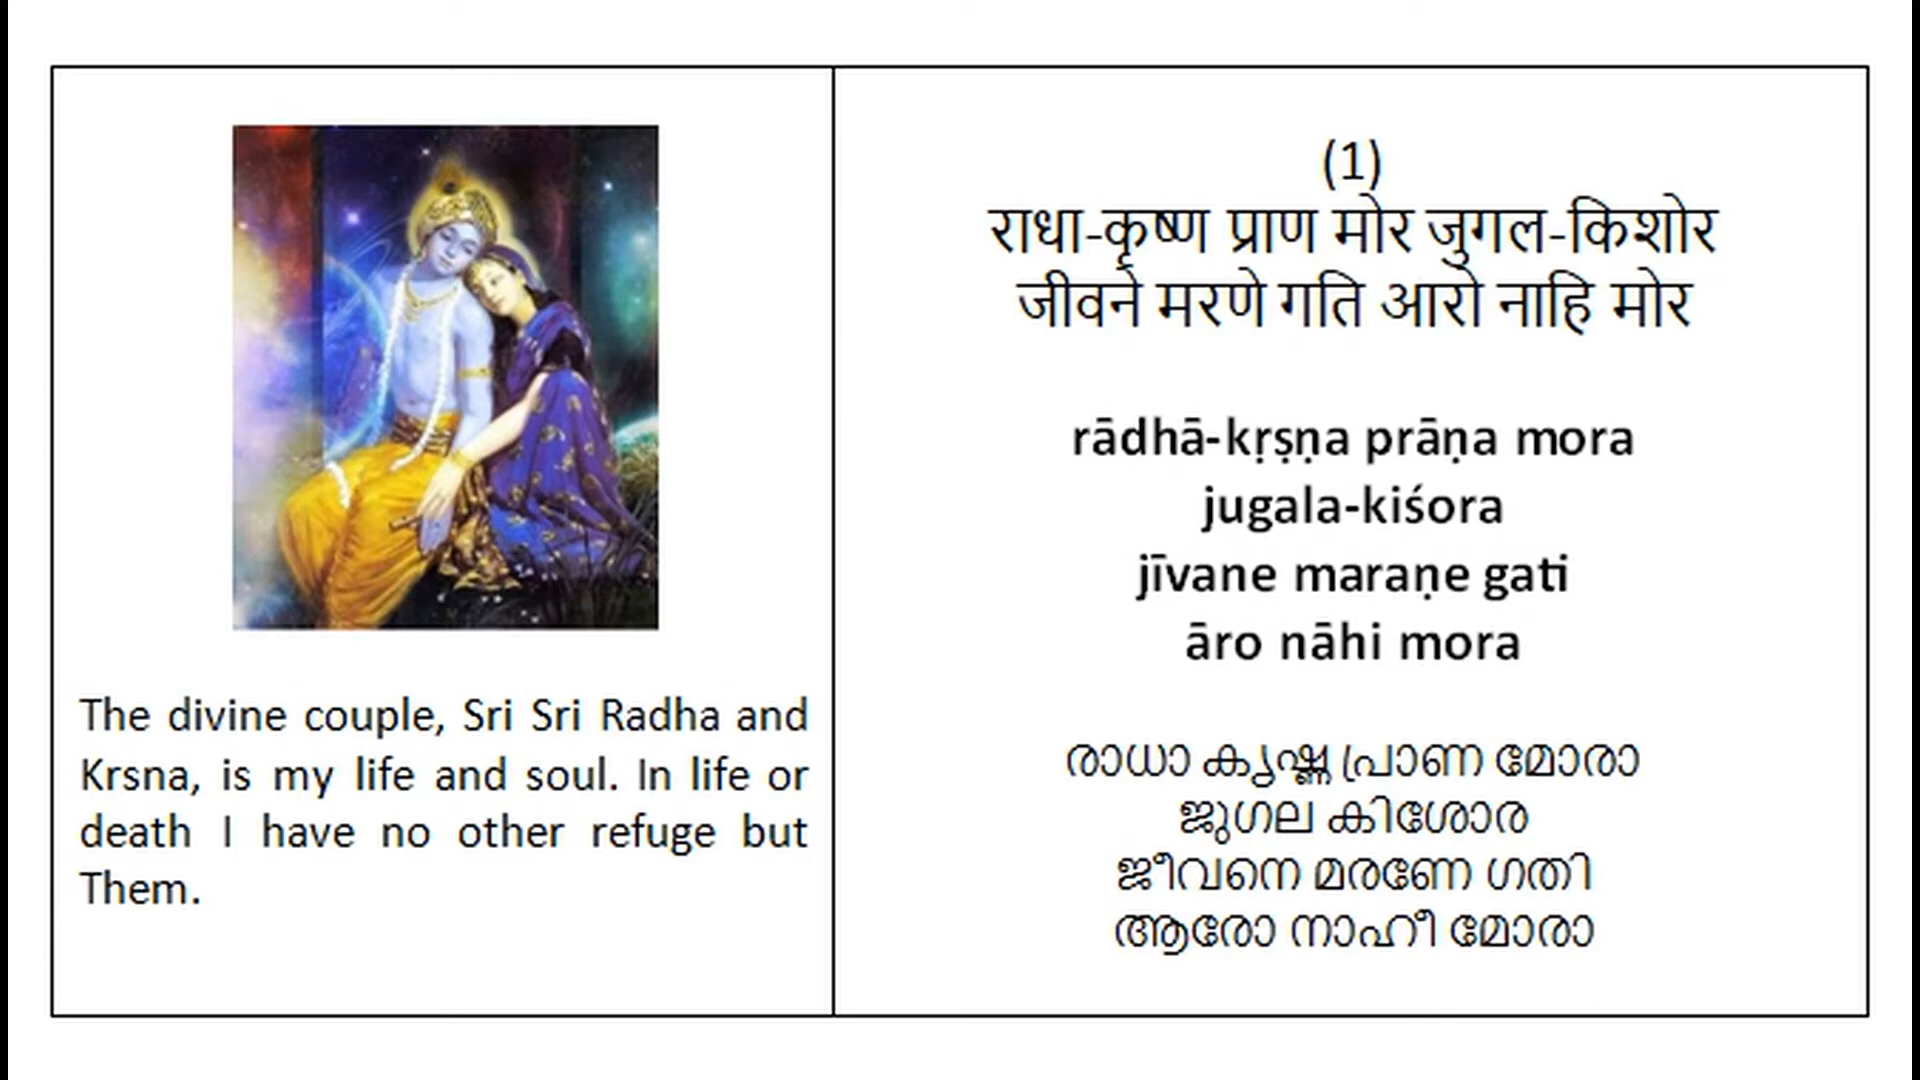 The divine couple, Sri Sri Radha and
Krsna, is my life and soul. In life or
death I have no other refuge but
Them.
(1)
राधा-कृष्ण प्राण मोर जुगल-किशोर
जीवने मरणे गति आरो नाहि मोर
rādhā-kṛṣṇa prāṇa mora
jugala-kiśora
jīvane maraṇe gati
āro nāhi mora
രാധാ കൃഷ്ണ പ്രാണ മോരാ
ജുഗല കിശോര
ജീവനെ മരണേ ഗതി
ആരോ നാഹീ മോരാ